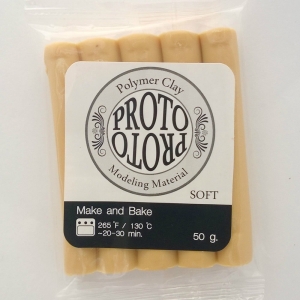 Polymer Clay
PROTO
PROTO
Modeling Material
SOFT
Make and Bake
265°F / 130°C
~20-30 min.
50 g.